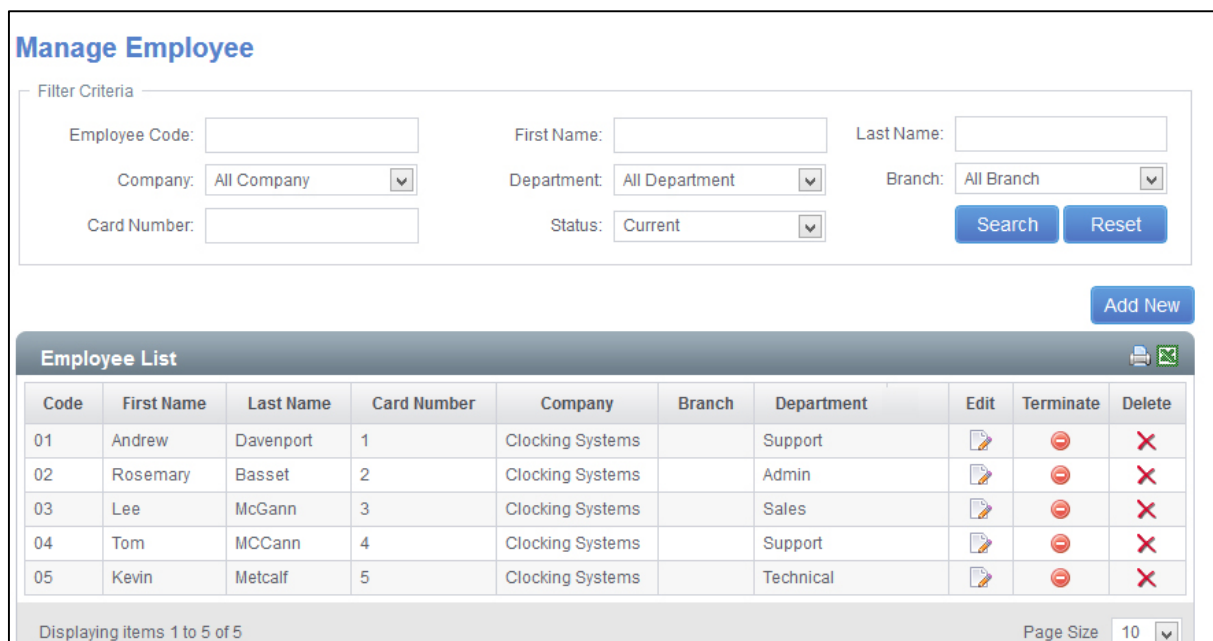 Manage Employee
Filter Criteria
Employee Code: First Name: Last Name:
Company: All Company Department: All Department Branch: All Branch
Card Number: Status: Current Search Reset
Add New
Employee List
Code First Name Last Name Card Number Company Branch Department Edit Terminate Delete
01 Andrew Davenport 1 Clocking Systems Support
02 Rosemary Basset 2 Clocking Systems Admin
03 Lee McGann 3 Clocking Systems Sales
04 Tom MCCann 4 Clocking Systems Support
05 Kevin Metcalf 5 Clocking Systems Technical
Displaying items 1 to 5 of 5 Page Size 10